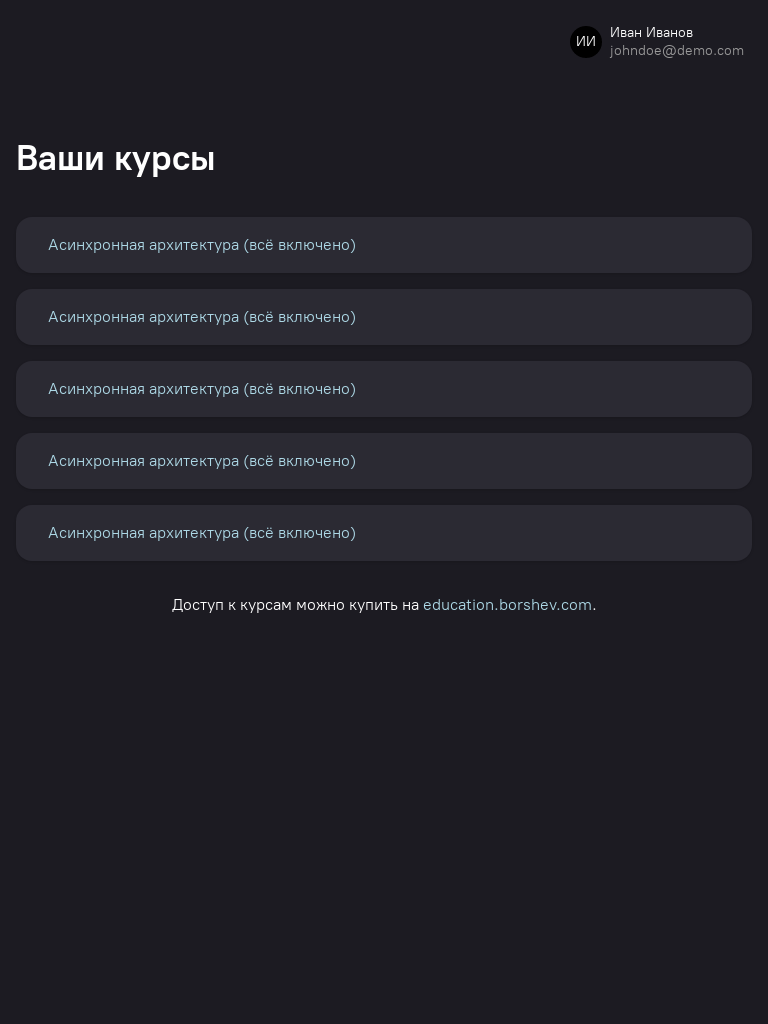 ИИ
Иван Иванов
johndoe@demo.com
Ваши курсы
Асинхронная архитектура (всё включено)
Асинхронная архитектура (всё включено)
Асинхронная архитектура (всё включено)
Асинхронная архитектура (всё включено)
Асинхронная архитектура (всё включено)
Доступ к курсам можно купить на education.borshev.com.